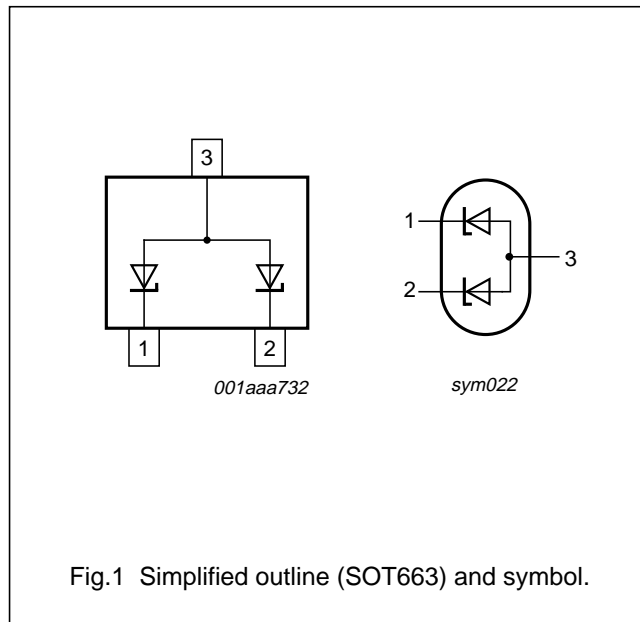 3
1
2
001aaa732
1
2
3
sym022
Fig.1 Simplified outline (SOT663) and symbol.